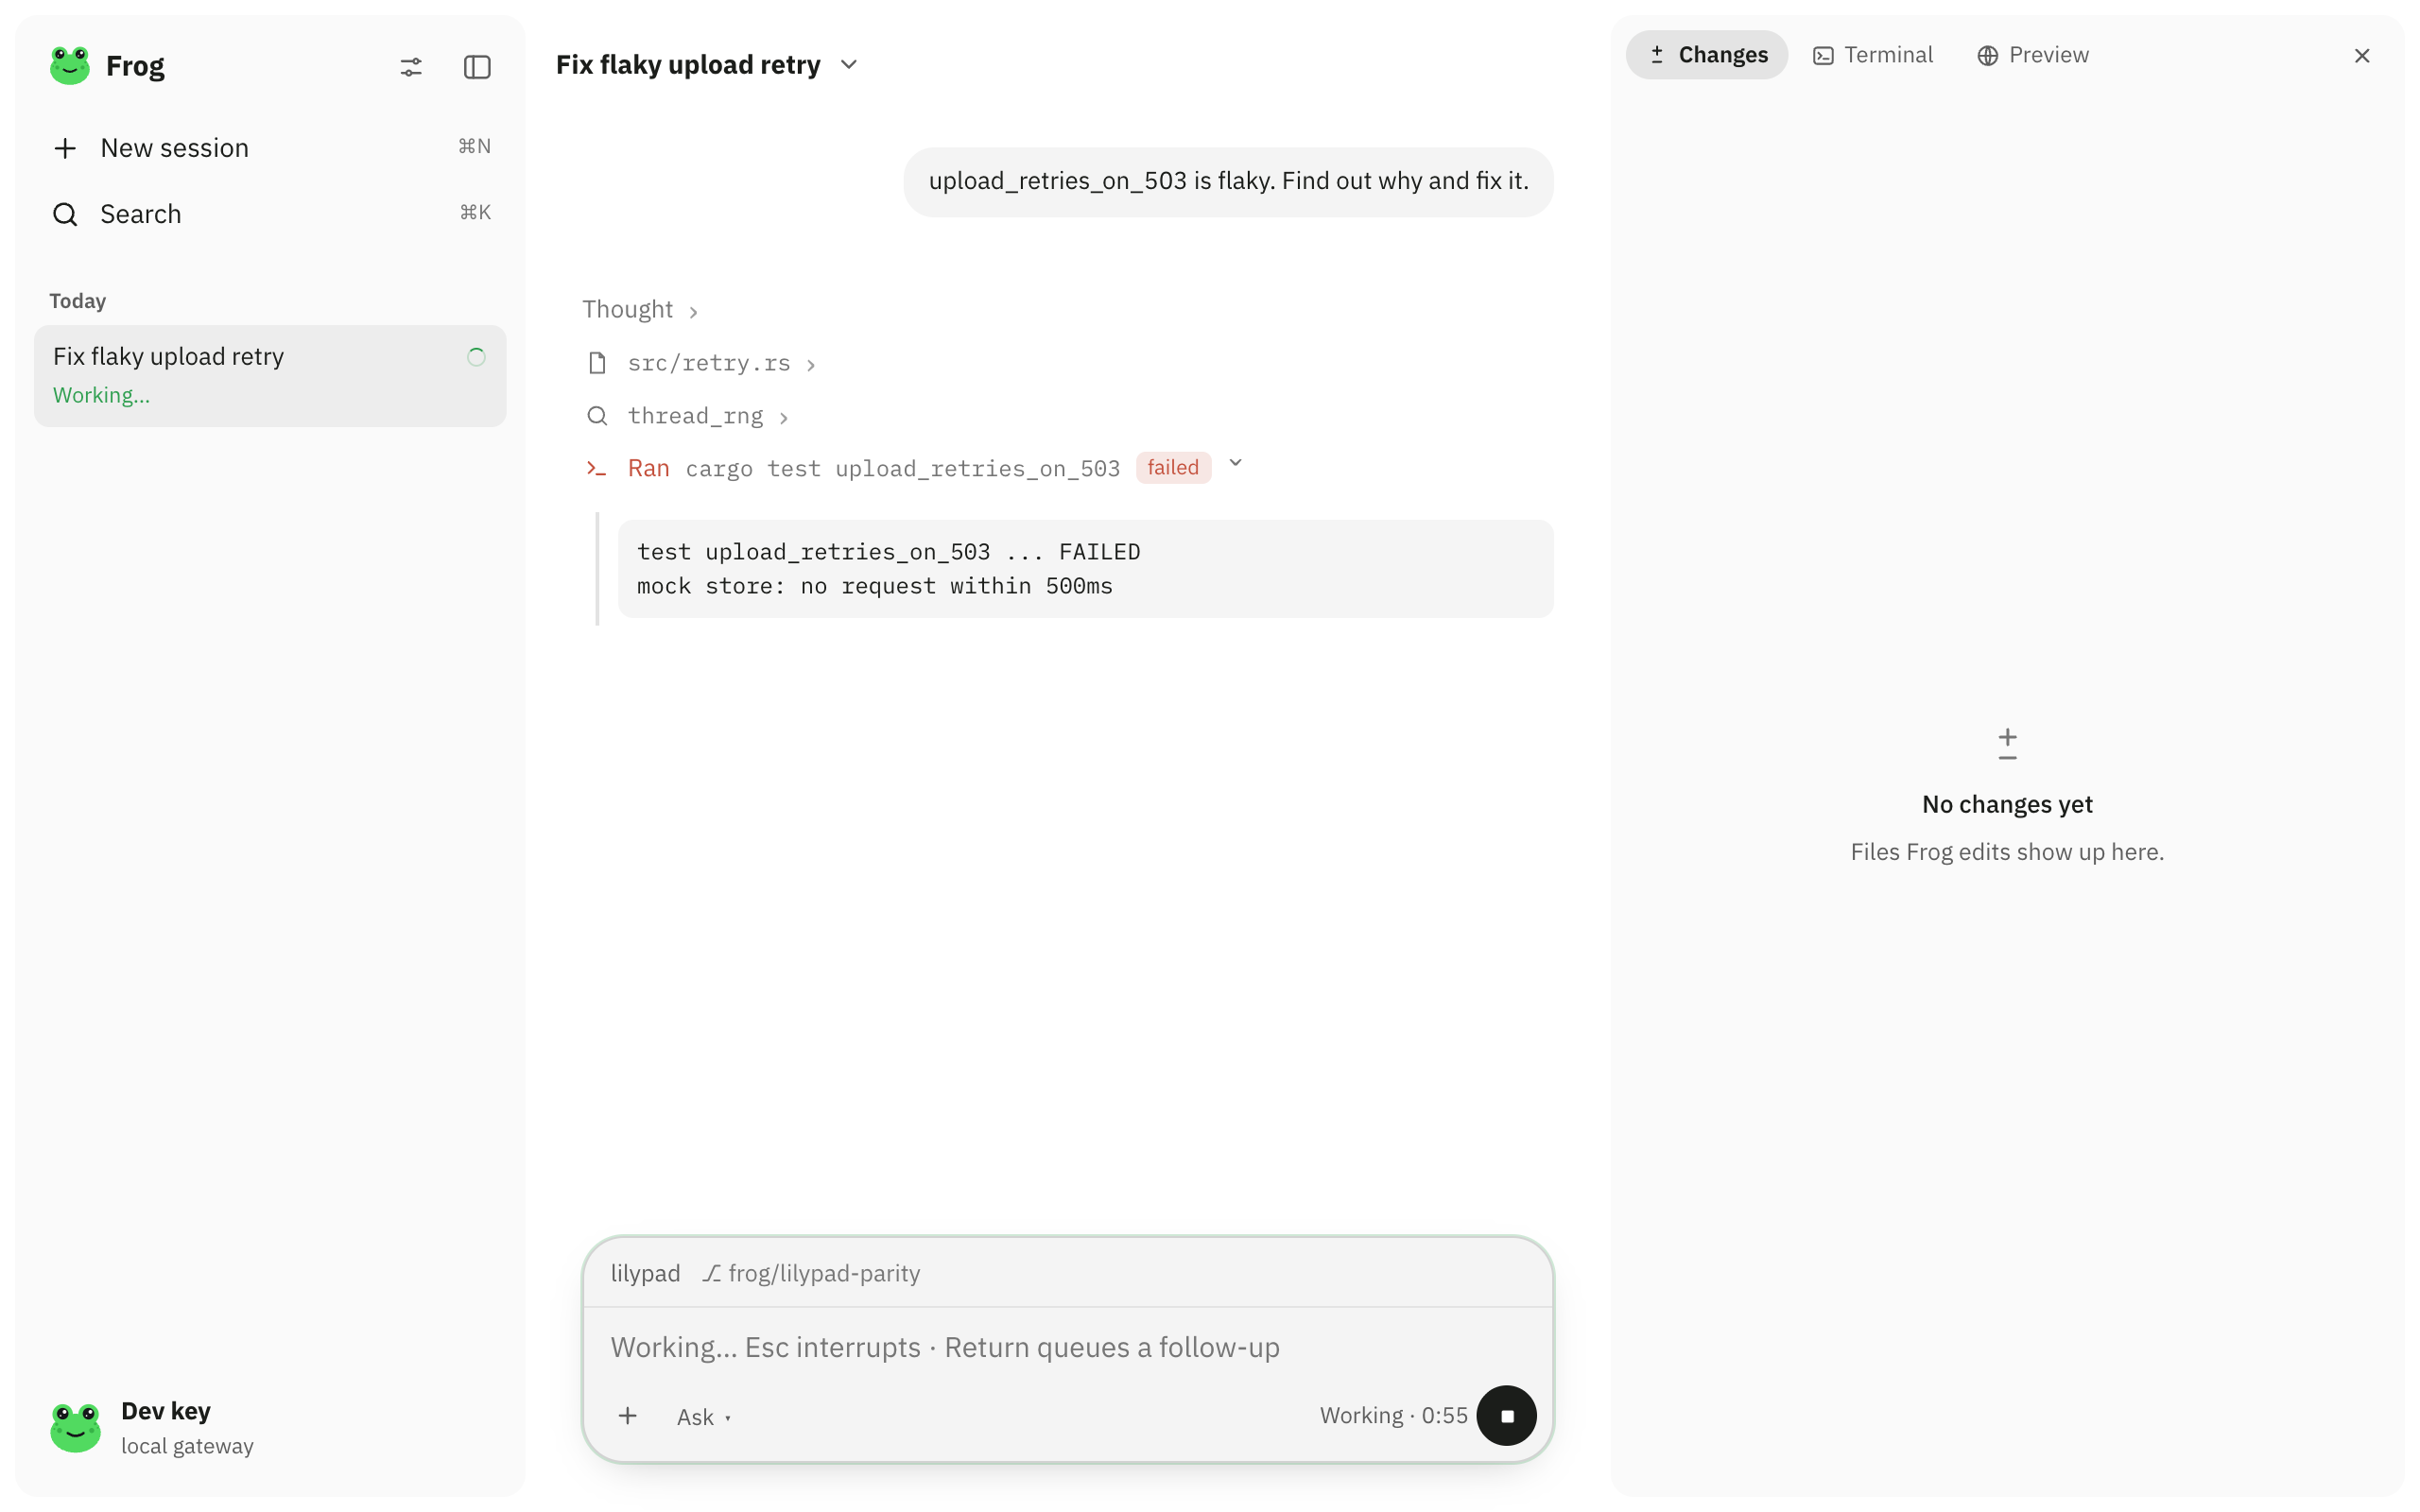 Frog
New session ⌘N
Search ⌘K
Today
Fix flaky upload retry
Working...
Dev key
local gateway
Fix flaky upload retry
upload_retries_on_503 is flaky. Find out why and fix it.
Thought
src/retry.rs
thread_rng
Ran cargo test upload_retries_on_503 failed
test upload_retries_on_503 ... FAILED
mock store: no request within 500ms
lilypad frog/lilypad-parity
Working... Esc interrupts · Return queues a follow-up
Ask
Working · 0:55
Changes Terminal Preview
No changes yet
Files Frog edits show up here.